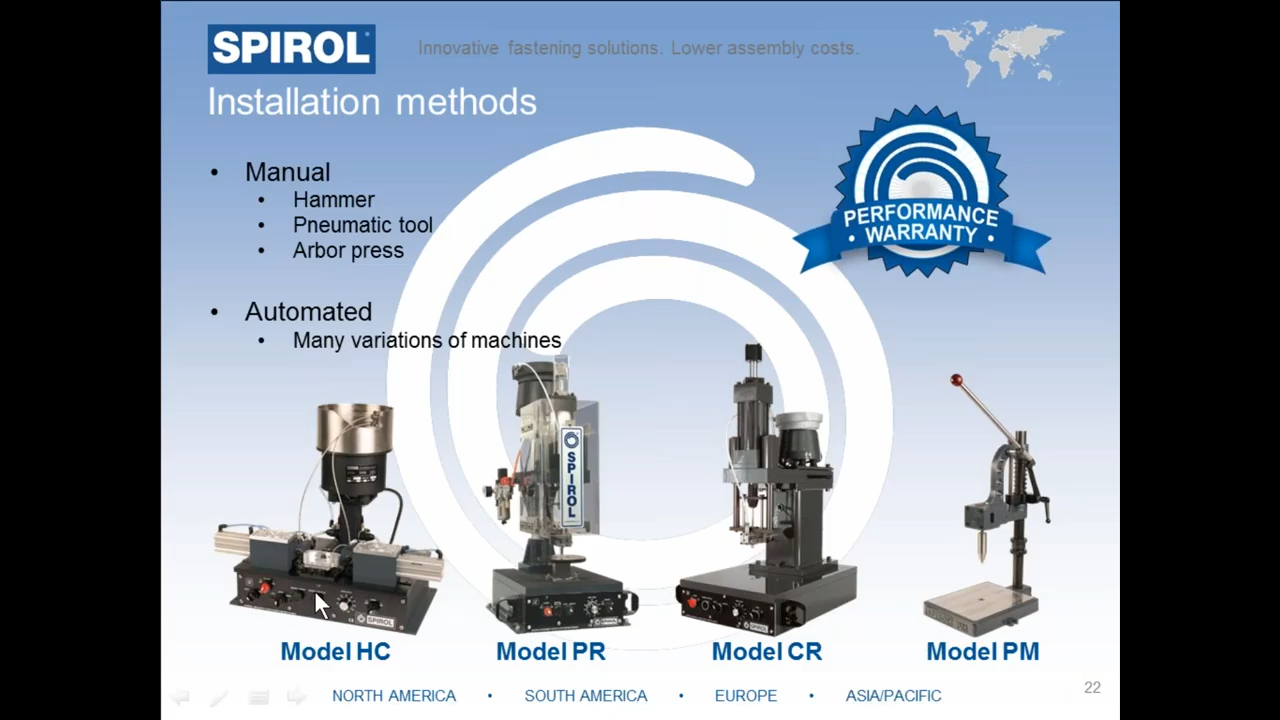 SPIROL
Innovative fastening solutions. Lower assembly costs.
Installation methods
• Manual
• Hammer
• Pneumatic tool
• Arbor press
PERFORMANCE
• WARRANTY •
• Automated
• Many variations of machines
SPIROL
SPIROL
SPIROL
Model HC
Model PR
Model CR
Model PM
NORTH AMERICA • SOUTH AMERICA • EUROPE • ASIA/PACIFIC
22